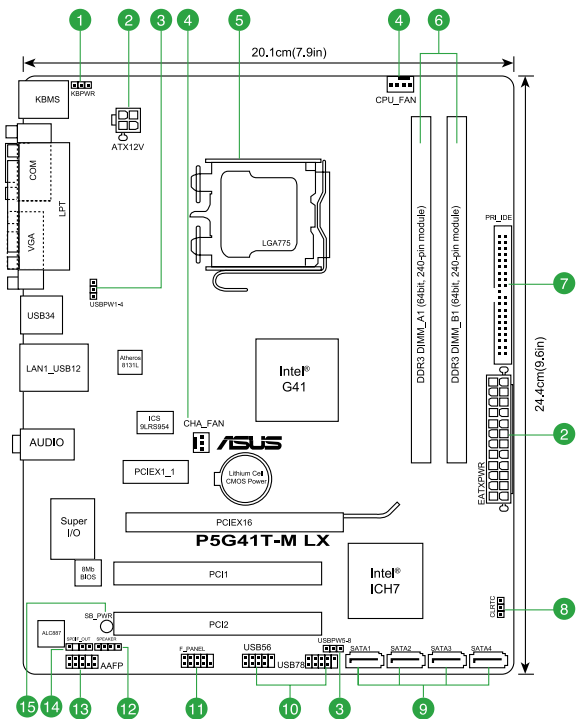 1 2 3 4 5 4 6
20.1cm(7.9in)
KBMS
KBPWR
ATX12V
CPU_FAN
COM
LPT
VGA
LGA775
DDR3 DIMM_A1 (64bit, 240-pin module)
DDR3 DIMM_B1 (64bit, 240-pin module)
PRI_IDE
7
24.4cm(9.6in)
USBPW1-4
USB34
LAN1_USB12
Atheros
8131L
Intel®
G41
ICS
9LRS954
CHA_FAN
ASUS
AUDIO
PCIEX1_1
Lithium Cell
CMOS Power
EATXPWR
2
Super
I/O
PCIEX16
P5G41T-M LX
8Mb
BIOS
PCI1
Intel®
ICH7
SB_PWR
PCI2
CLRTC
8
ALC887
SPDIF_OUT
SPEAKER
AAFP
F_PANEL
USB56
USB78
USBPW5-8
SATA1
SATA2
SATA3
SATA4
15 14 13 12 11 10 3 9